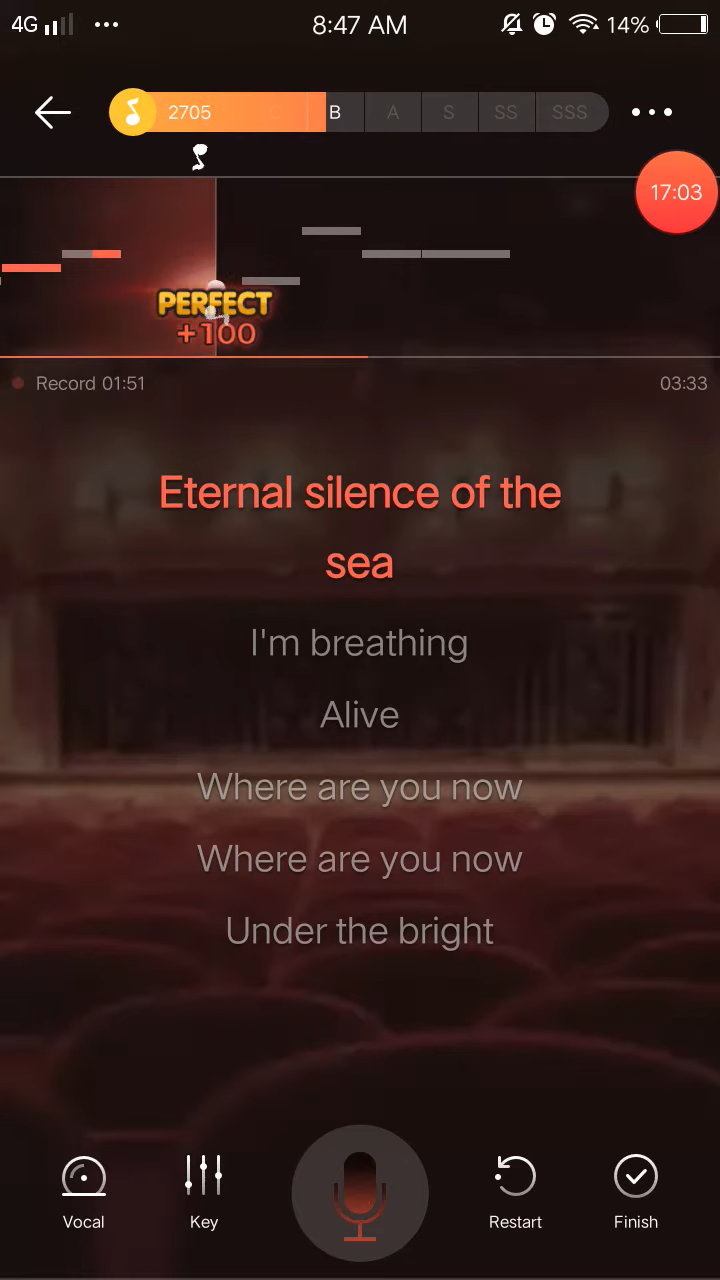 4G 8:47 AM 14%
2705 C B A S SS SSS
17:03
PERFECT
+100
Record 01:51 03:33
Eternal silence of the
sea
I'm breathing
Alive
Where are you now
Where are you now
Under the bright
Vocal Key Restart Finish